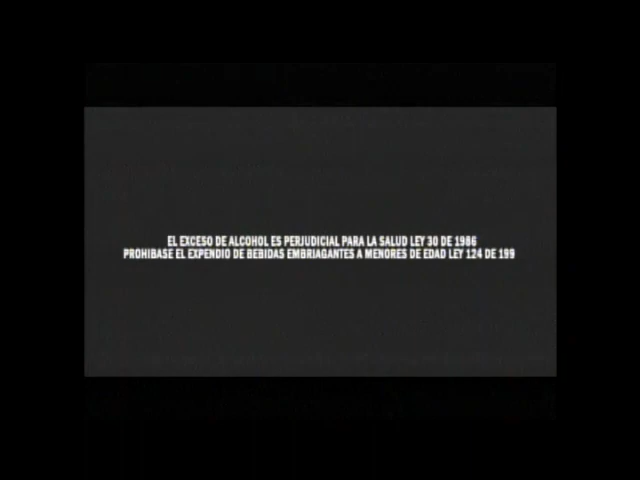 EL EXCESO DE ALCOHOL ES PERJUDICIAL PARA LA SALUD LEY 30 DE 1986
PROHIBASE EL EXPENDIO DE BEBIDAS EMBRIAGANTES A MENORES DE EDAD LEY 124 DE 199